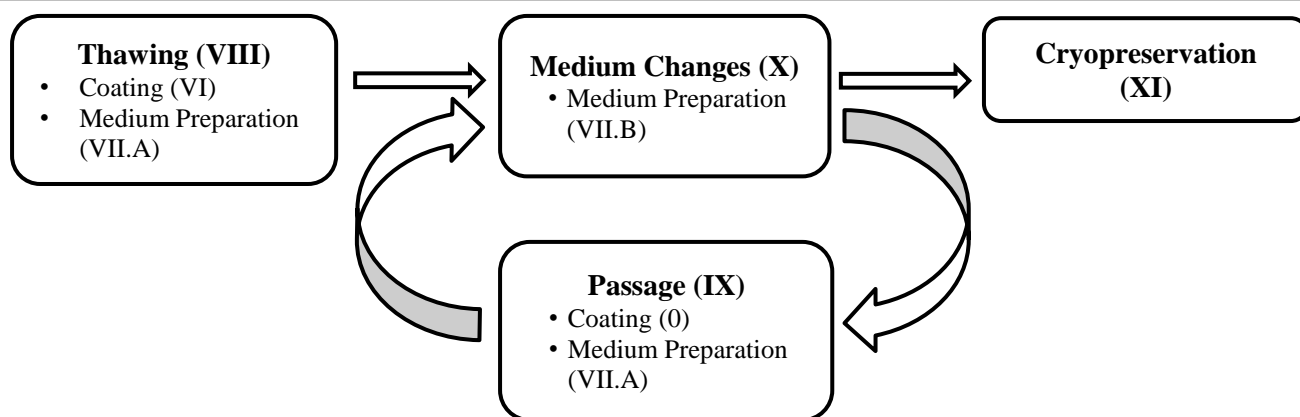 Thawing (VIII)
• Coating (VI)
• Medium Preparation
(VII.A)
Medium Changes (X)
• Medium Preparation
(VII.B)
Cryopreservation
(XI)
Passage (IX)
• Coating (0)
• Medium Preparation
(VII.A)